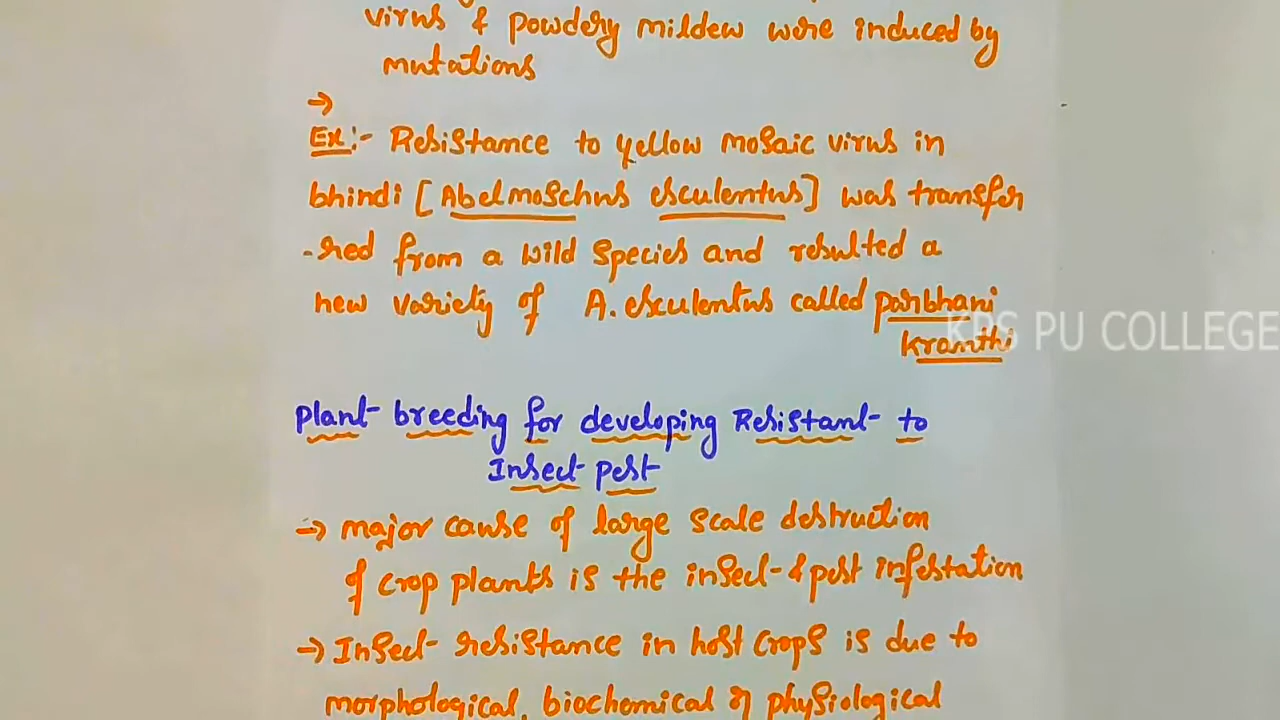 virus & powdery mildew were induced by
mutations
→
Ex:- Resistance to yellow mosaic virus in
bhindi [Abelmoschus esculentus] was transfer
-red from a wild species and resulted a
new variety of A. esculentus called parbhani
kranthi
KPS PU COLLEGE
plant breeding for developing Resistant to
Insect pest
→ major cause of large scale destruction
of crop plants is the insect & pest infestation
→ Insect resistance in host crops is due to
morphological, biochemical or physiological